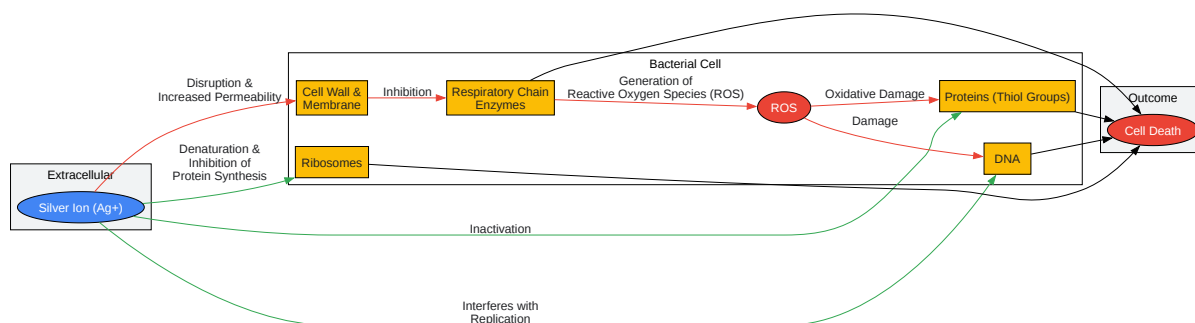 Bacterial Cell
Outcome
Disruption &
Increased Permeability
Cell Wall &
Membrane
Inhibition
Respiratory Chain
Enzymes
Generation of
Reactive Oxygen Species (ROS)
ROS
Oxidative Damage
Damage
Proteins (Thiol Groups)
Cell Death
Denaturation &
Inhibition of
Protein Synthesis
Ribosomes
DNA
Extracellular
Silver Ion (Ag+)
Inactivation
Interferes with
Replication